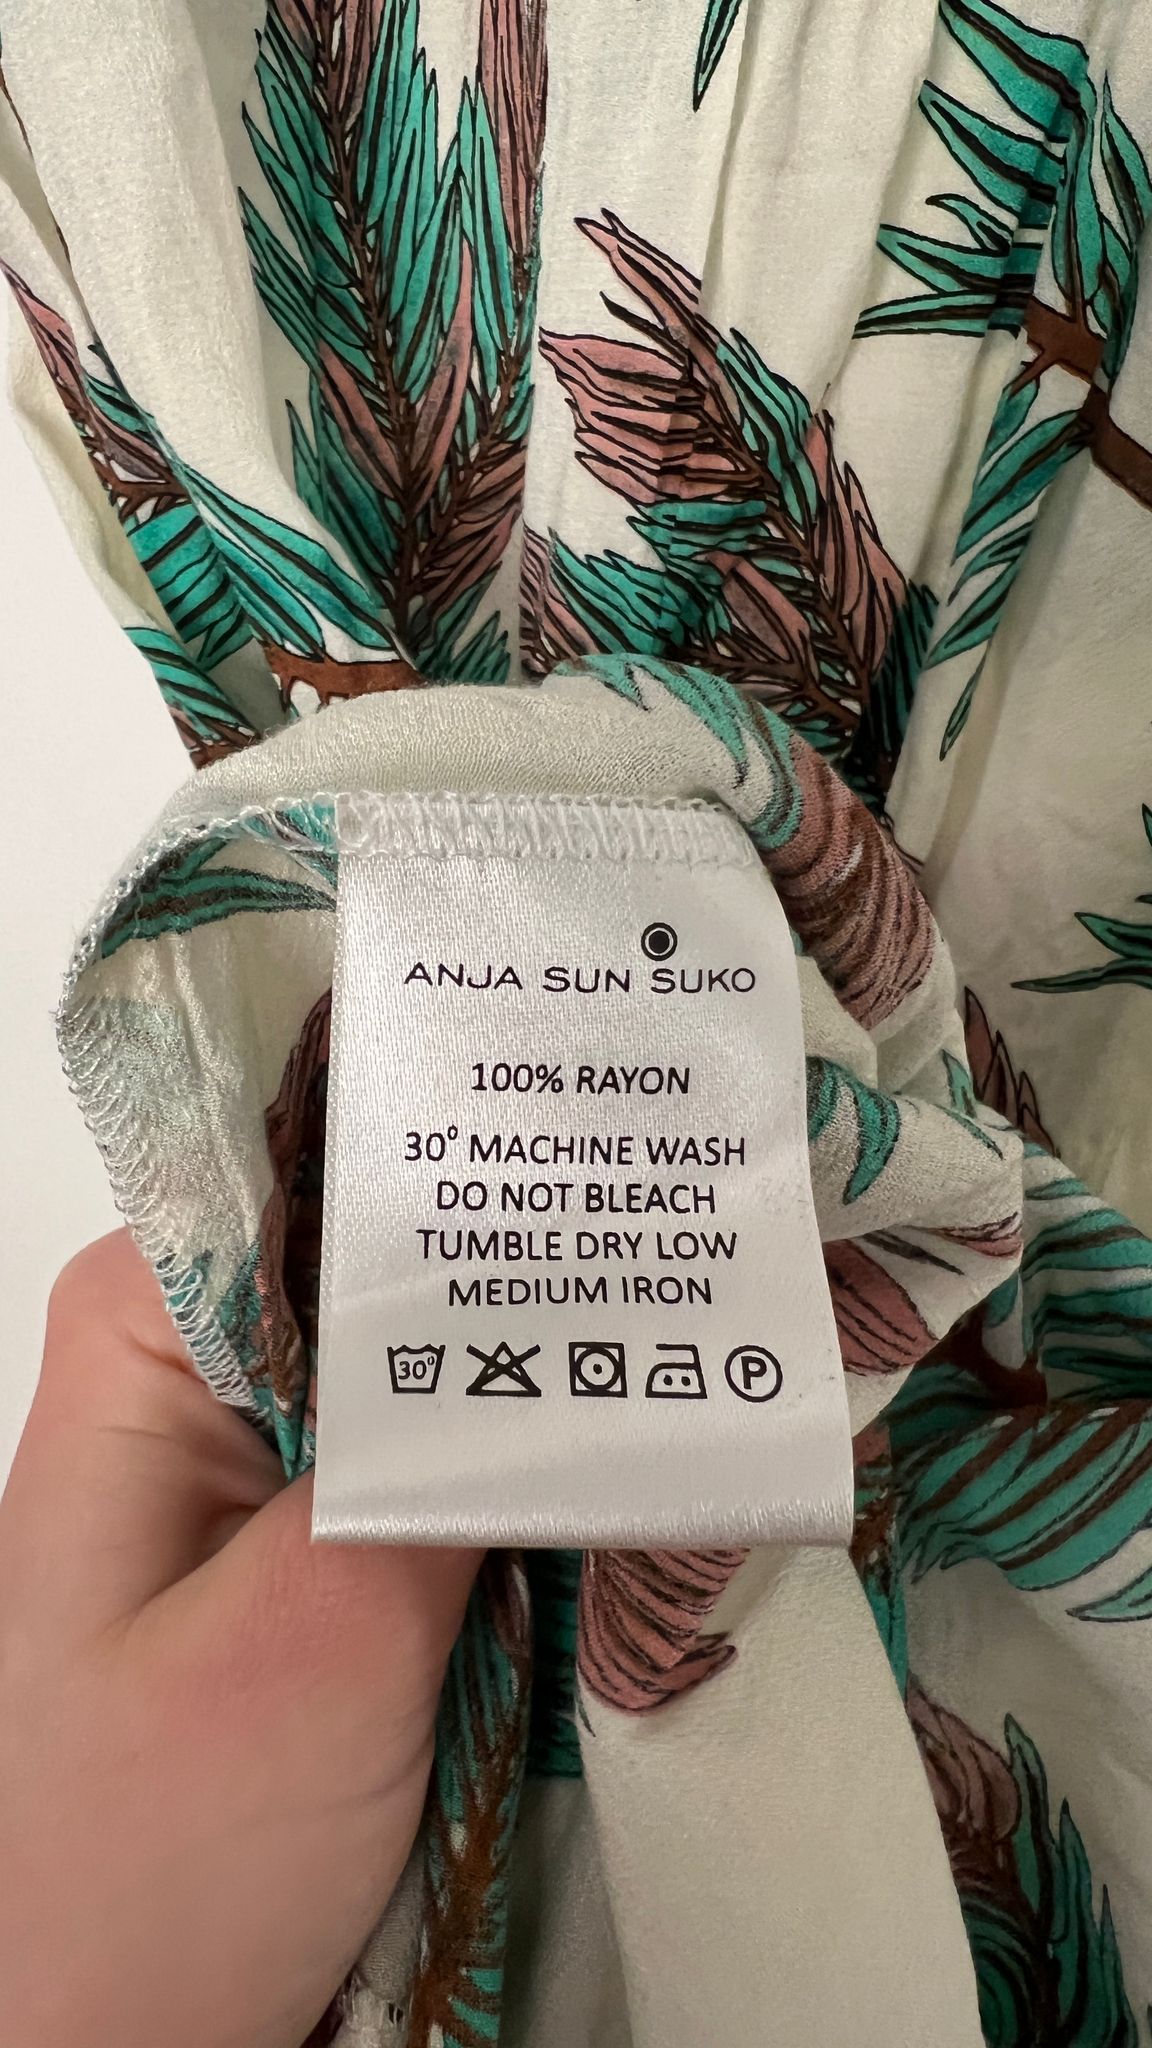 ANJA SUN SUKO
100% RAYON
30° MACHINE WASH
DO NOT BLEACH
TUMBLE DRY LOW
MEDIUM IRON
30° P